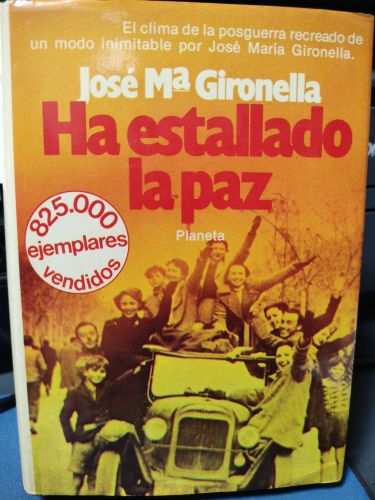 El clima de la posguerra recreado de
un modo inimitable por José María Gironella.
José Mª Gironella
Ha estallado
la paz
Planeta
825.000
ejemplares
vendidos